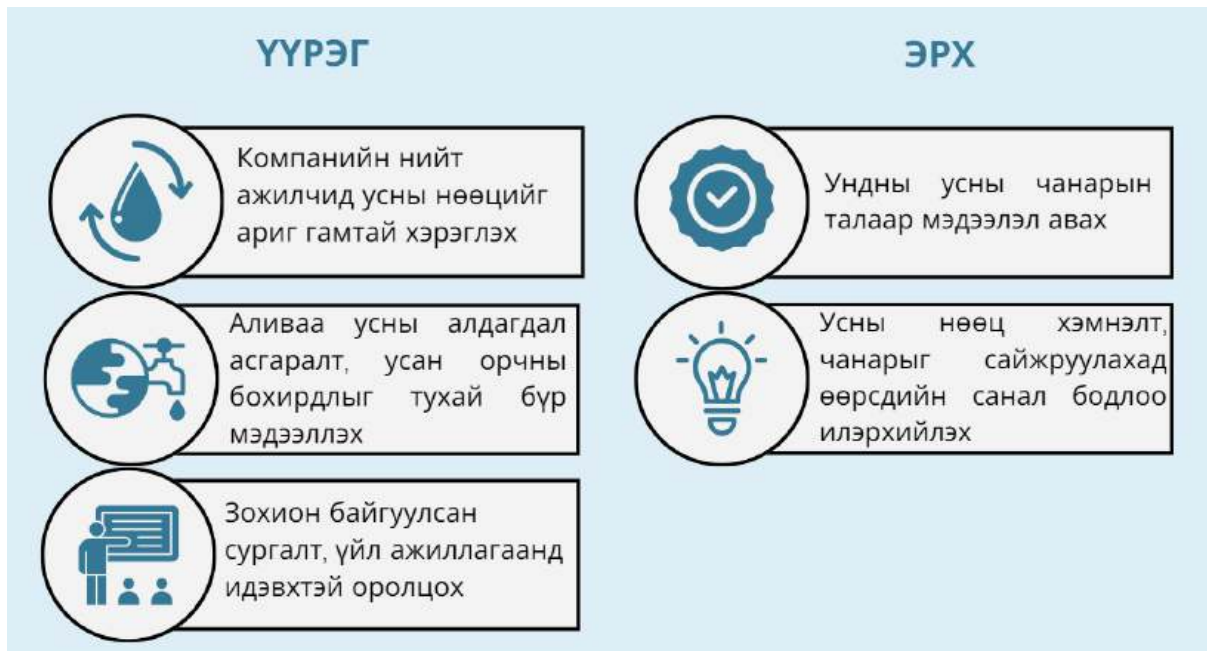 ҮҮРЭГ
Компанийн нийт
ажилчид усны нөөцийг
ариг гамтай хэрэглэх
Аливаа усны алдагдал
асгаралт, усан орчны
бохирдлыг тухай бүр
мэдээллэх
Зохион байгуулсан
сургалт, үйл ажиллагаанд
идэвхтэй оролцох
ЭРХ
Ундны усны чанарын
талаар мэдээлэл авах
Усны нөөц хэмнэлт,
чанарыг сайжруулахад
өөрсдийн санал бодлоо
илэрхийлэх